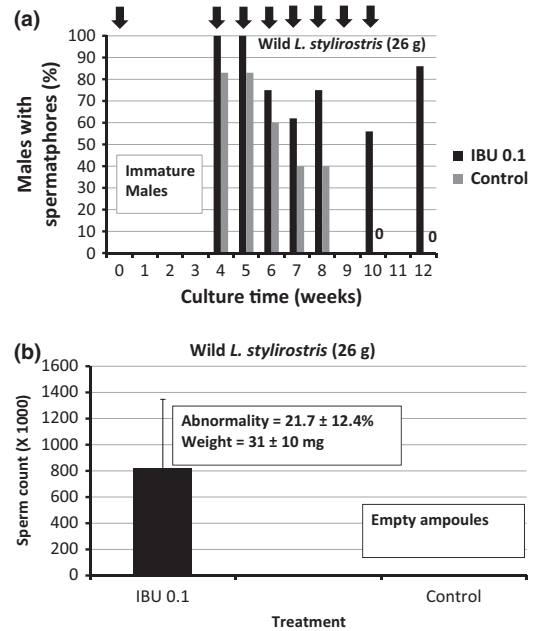 (a)
Wild L. stylirostris (26 g)
Males with
spermatphores (%)
100
90
80
70
60
50
40
30
20
10
0
Immature
Males
0
0
IBU 0.1
Control
0 1 2 3 4 5 6 7 8 9 10 11 12
Culture time (weeks)
(b)
Wild L. stylirostris (26 g)
Sperm count (X 1000)
1600
1400
1200
1000
800
600
400
200
0
Abnormality = 21.7 ± 12.4%
Weight = 31 ± 10 mg
Empty ampoules
IBU 0.1 Control
Treatment